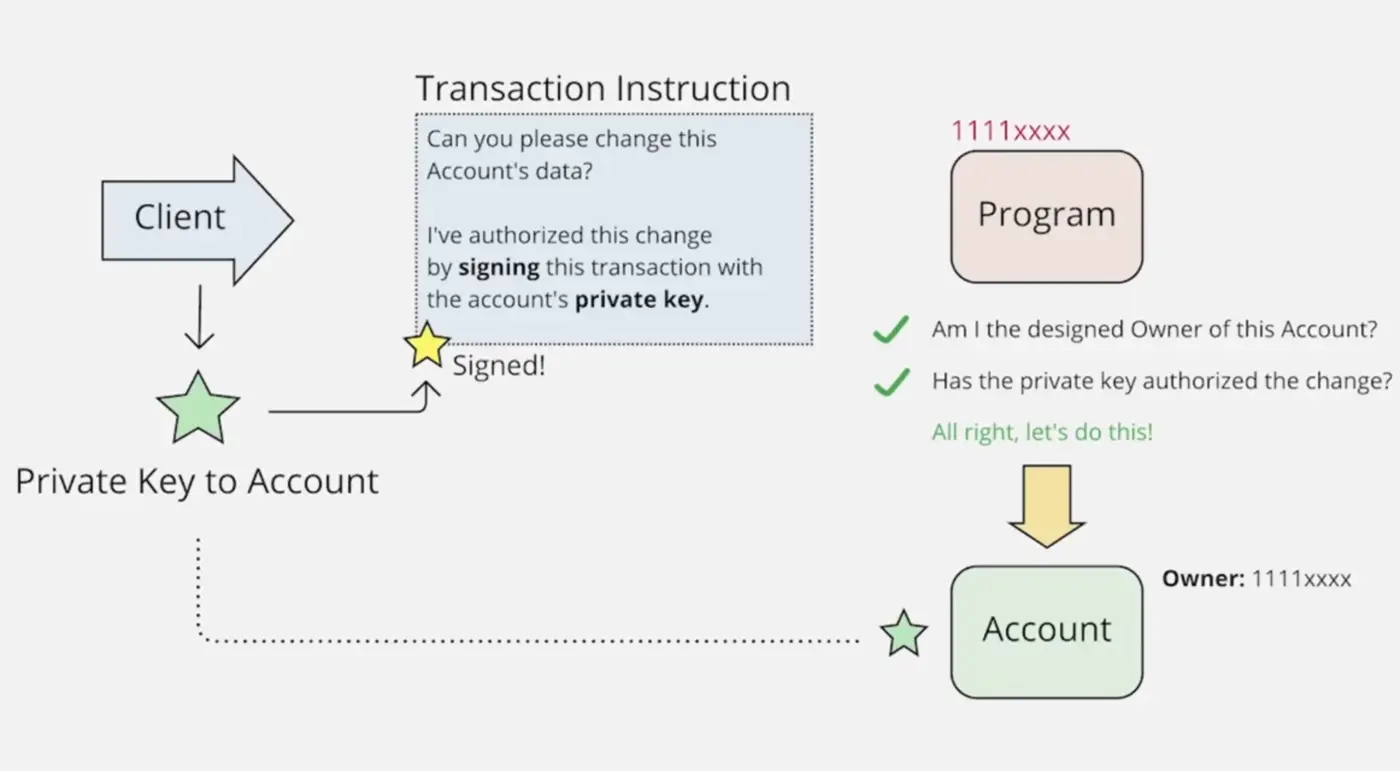 Transaction Instruction
Can you please change this
Account's data?
I've authorized this change
by signing this transaction with
the account's private key.
Signed!
Client
Private Key to Account
1111xxxx
Program
Am I the designed Owner of this Account?
Has the private key authorized the change?
All right, let's do this!
Owner: 1111xxxx
Account